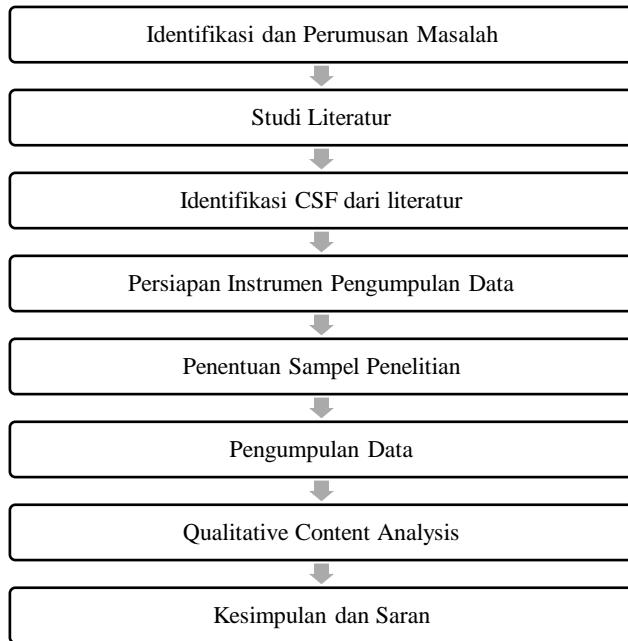 Identifikasi dan Perumusan Masalah
Studi Literatur
Identifikasi CSF dari literatur
Persiapan Instrumen Pengumpulan Data
Penentuan Sampel Penelitian
Pengumpulan Data
Qualitative Content Analysis
Kesimpulan dan Saran